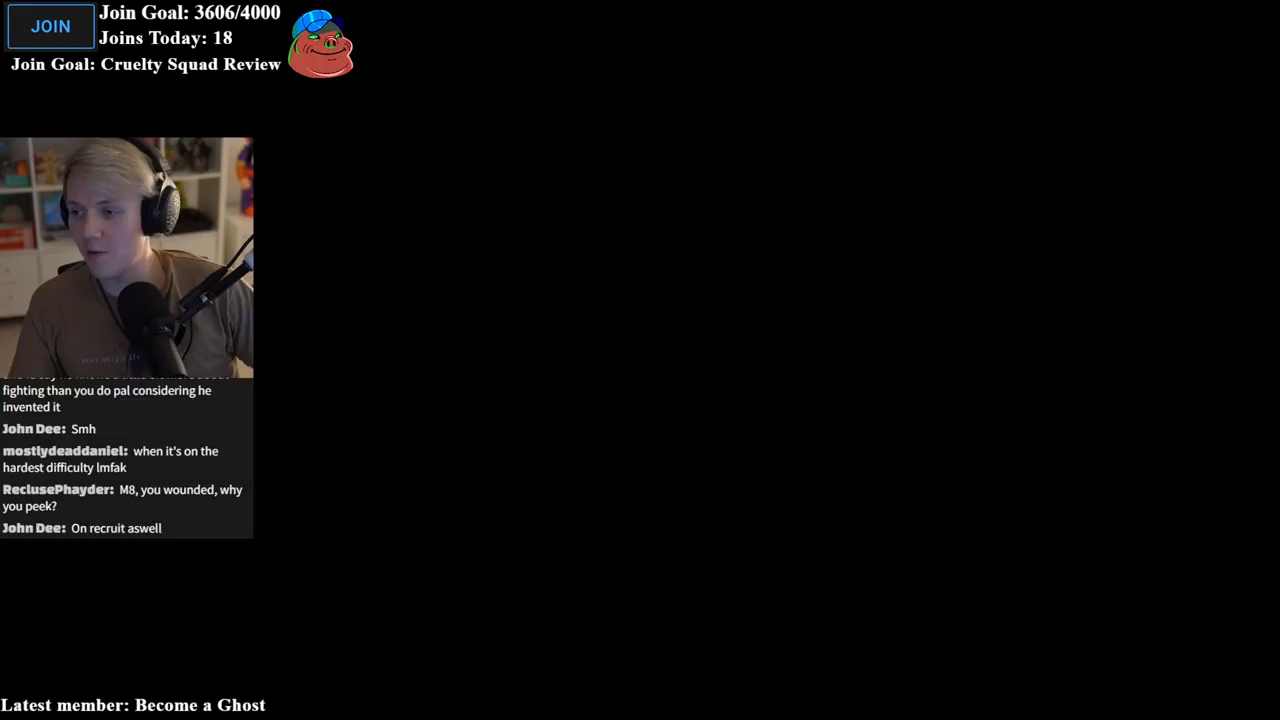 JOIN
Join Goal: 3606/4000
Joins Today: 18
Join Goal: Cruelty Squad Review
fighting than you do pal considering he
invented it
John Dee: Smh
mostlydeaddaniel: when it's on the
hardest difficulty lmfak
ReclusePhayder: M8, you wounded, why
you peek?
John Dee: On recruit aswell
Latest member: Become a Ghost